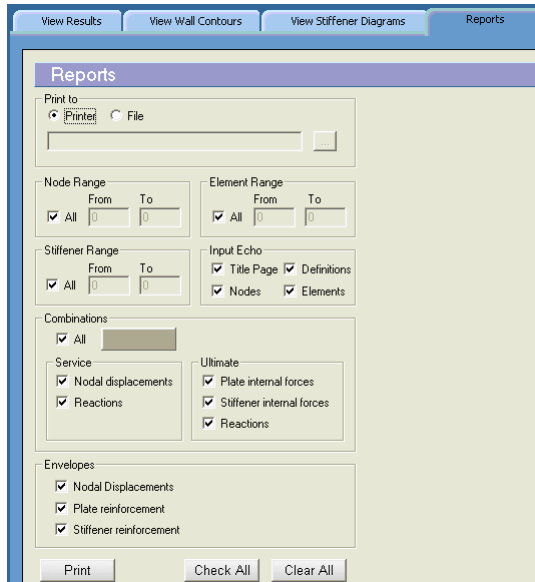 View Results View Wall Contours View Stiffener Diagrams Reports
Reports
Print to
Printer File
...
Node Range Element Range
From To From To
All 0 0 All 0 0
Stiffener Range Input Echo
From To Title Page Definitions
All 0 0 Nodes Elements
Combinations
All
Service Ultimate
Nodal displacements Plate internal forces
Reactions Stiffener internal forces
Reactions
Envelopes
Nodal Displacements
Plate reinforcement
Stiffener reinforcement
Print Check All Clear All